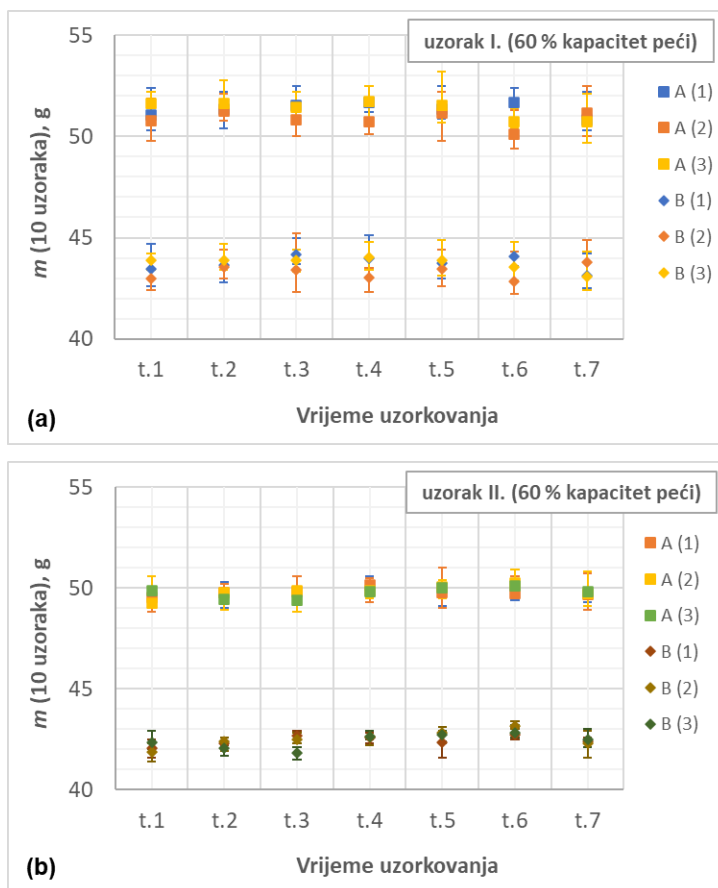 55
uzorak I. (60 % kapacitet peći)
50
45
40
m (10 uzoraka), g
A (1)
A (2)
A (3)
B (1)
B (2)
B (3)
t.1 t.2 t.3 t.4 t.5 t.6 t.7
(a)
Vrijeme uzorkovanja
55
uzorak II. (60 % kapacitet peći)
50
45
40
m (10 uzoraka), g
A (1)
A (2)
A (3)
B (1)
B (2)
B (3)
t.1 t.2 t.3 t.4 t.5 t.6 t.7
(b)
Vrijeme uzorkovanja